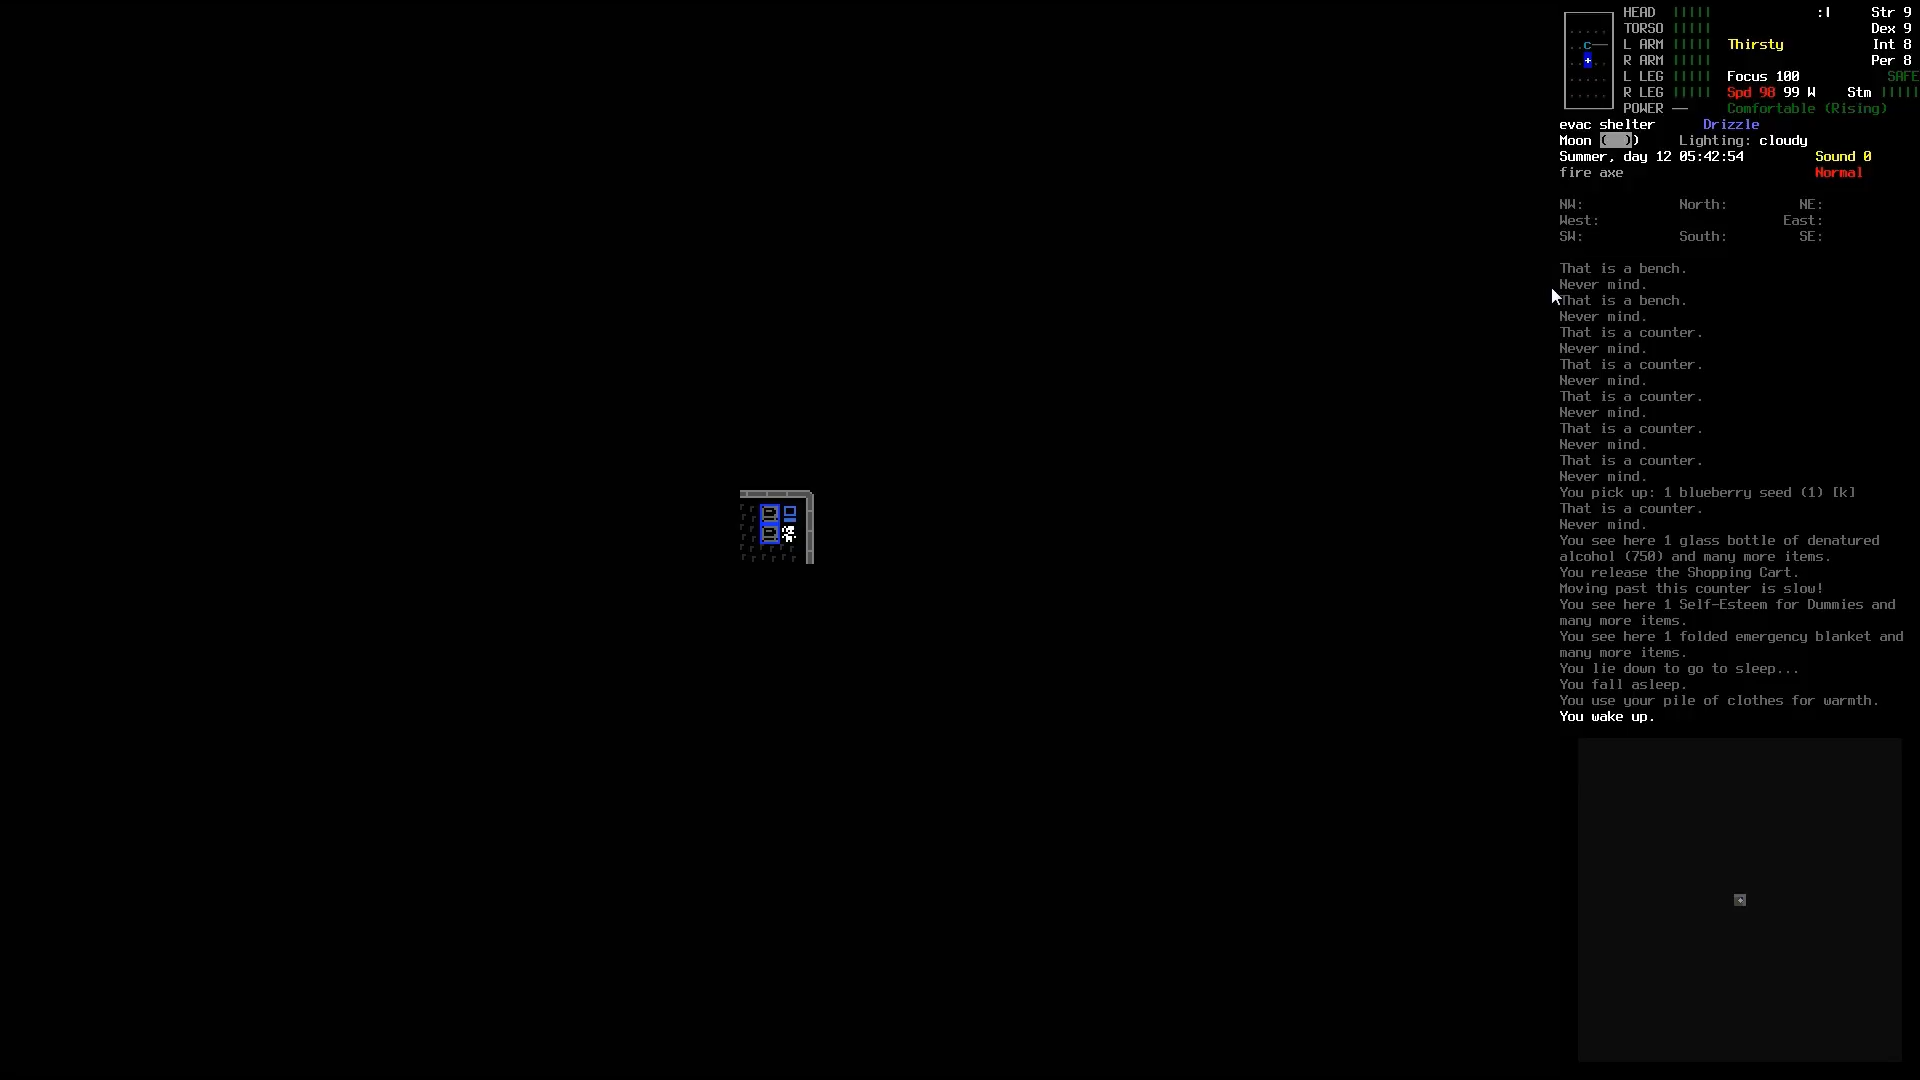 HEAD ||||| :| Str 9
TORSO ||||| Dex 9
L ARM ||||| Thirsty Int 8
R ARM ||||| Per 8
L LEG ||||| Focus 100 SAFE
R LEG ||||| Spd 98 99 W Stm |||||
POWER -- Comfortable (Rising)
evac shelter Drizzle
Moon (  )) Lighting: cloudy
Summer, day 12 05:42:54 Sound 0
fire axe Normal
NW: North: NE:
West: East:
SW: South: SE:
That is a bench.
Never mind.
That is a bench.
Never mind.
That is a counter.
Never mind.
That is a counter.
Never mind.
That is a counter.
Never mind.
That is a counter.
Never mind.
That is a counter.
Never mind.
You pick up: 1 blueberry seed (1) [k]
That is a counter.
Never mind.
You see here 1 glass bottle of denatured
alcohol (750) and many more items.
You release the Shopping Cart.
Moving past this counter is slow!
You see here 1 Self-Esteem for Dummies and
many more items.
You see here 1 folded emergency blanket and
many more items.
You lie down to go to sleep...
You fall asleep.
You use your pile of clothes for warmth.
You wake up.